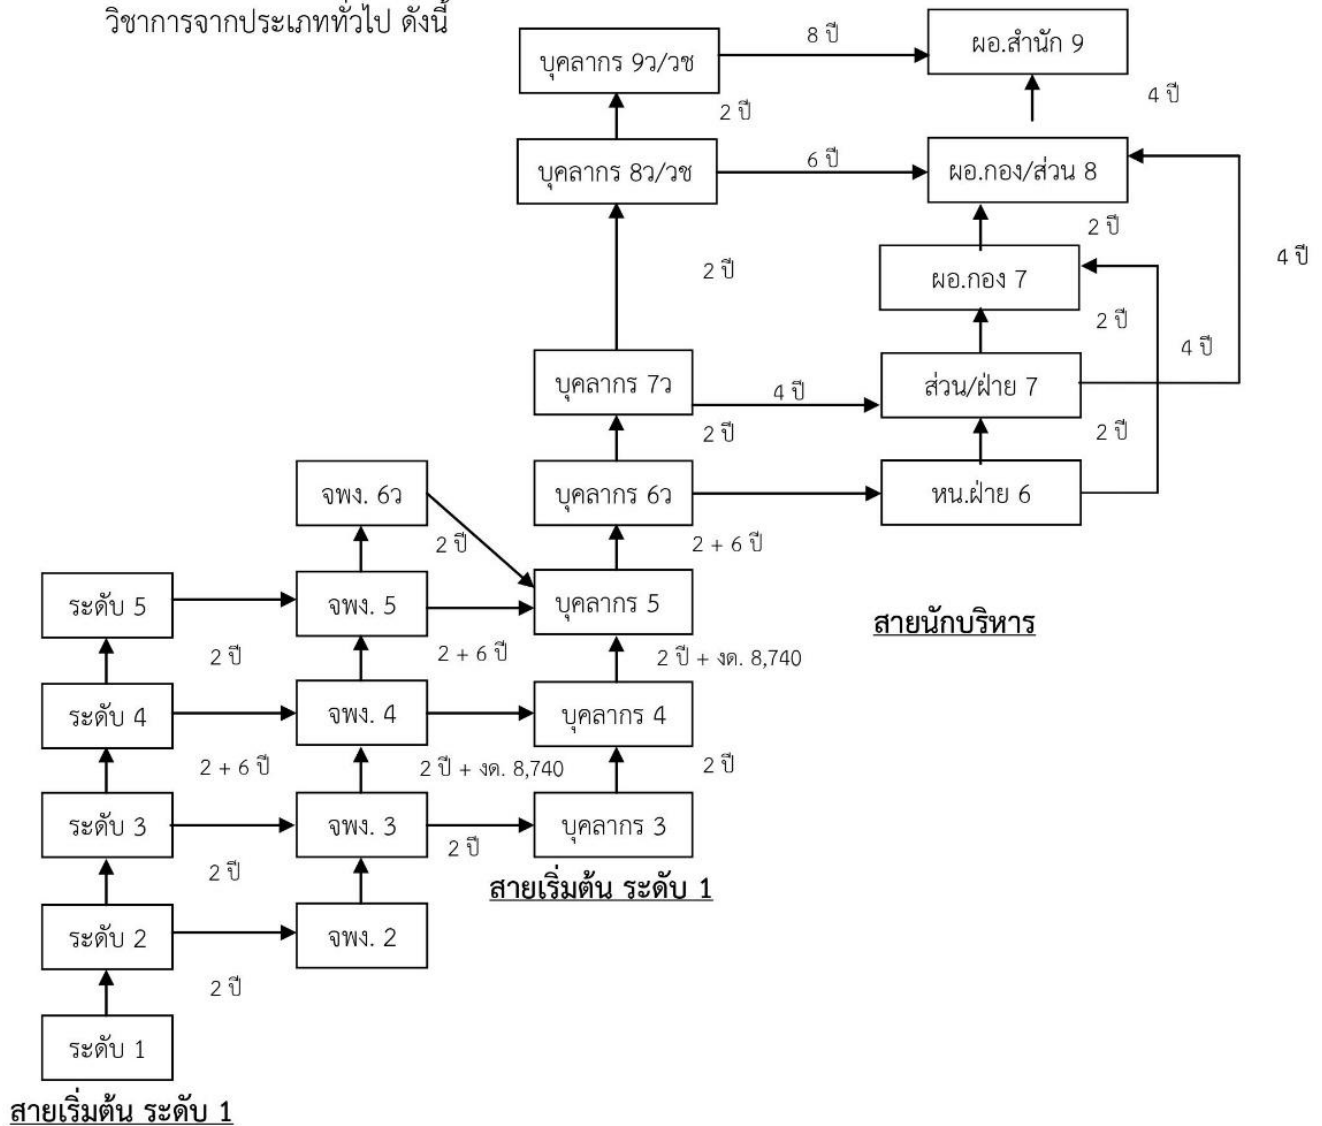 วิชาการจากประเภททั่วไป ดังนี้
8 ปี
ผอ.สำนัก 9
บุคลากร 9ว/วช
4 ปี
2 ปี
6 ปี
บุคลากร 8ว/วช
ผอ.กอง/ส่วน 8
2 ปี
4 ปี
2 ปี
ผอ.กอง 7
2 ปี
4 ปี
บุคลากร 7ว
4 ปี
ส่วน/ฝ่าย 7
2 ปี
2 ปี
จพง. 6ว
บุคลากร 6ว
หน.ฝ่าย 6
2 ปี
2 + 6 ปี
ระดับ 5
จพง. 5
บุคลากร 5
สายนักบริหาร
2 ปี
2 + 6 ปี
2 ปี + งด. 8,740
ระดับ 4
จพง. 4
บุคลากร 4
2 + 6 ปี
2 ปี + งด. 8,740
2 ปี
ระดับ 3
จพง. 3
บุคลากร 3
2 ปี
2 ปี
สายเริ่มต้น ระดับ 1
ระดับ 2
จพง. 2
2 ปี
ระดับ 1
สายเริ่มต้น ระดับ 1